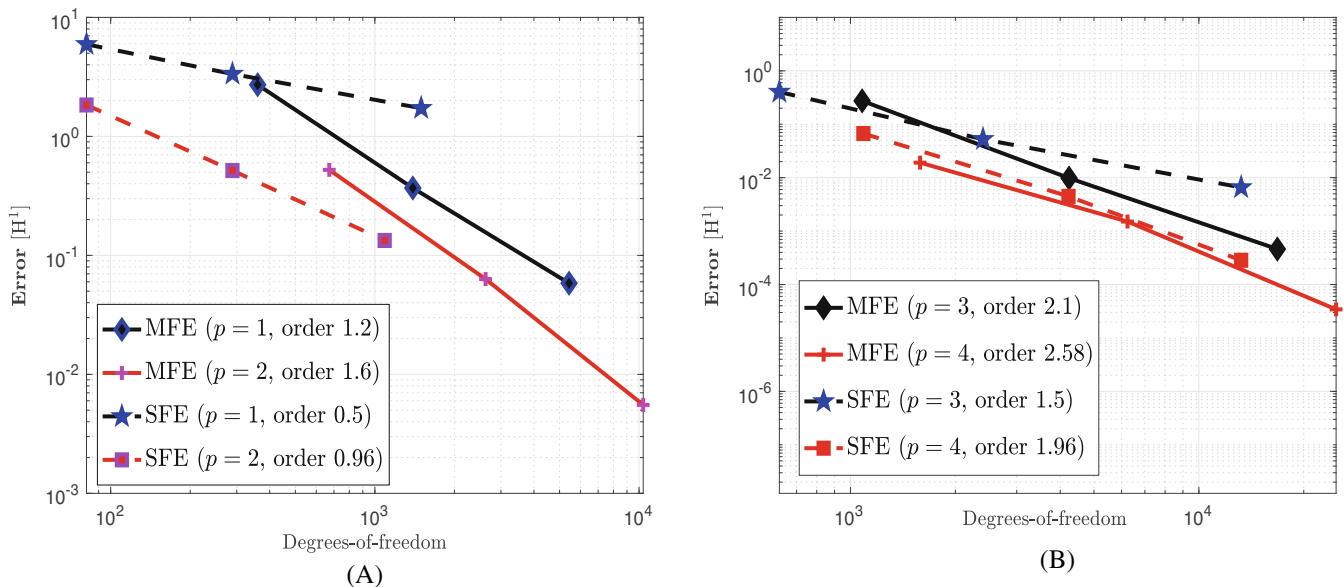 10^1
10^0
10^-1
10^-2
10^-3
Error [H^1]
MFE (p = 1, order 1.2)
MFE (p = 2, order 1.6)
SFE (p = 1, order 0.5)
SFE (p = 2, order 0.96)
10^2
10^3
10^4
Degrees-of-freedom
(A)
10^0
10^-2
10^-4
10^-6
Error [H^1]
MFE (p = 3, order 2.1)
MFE (p = 4, order 2.58)
SFE (p = 3, order 1.5)
SFE (p = 4, order 1.96)
10^3
10^4
Degrees-of-freedom
(B)